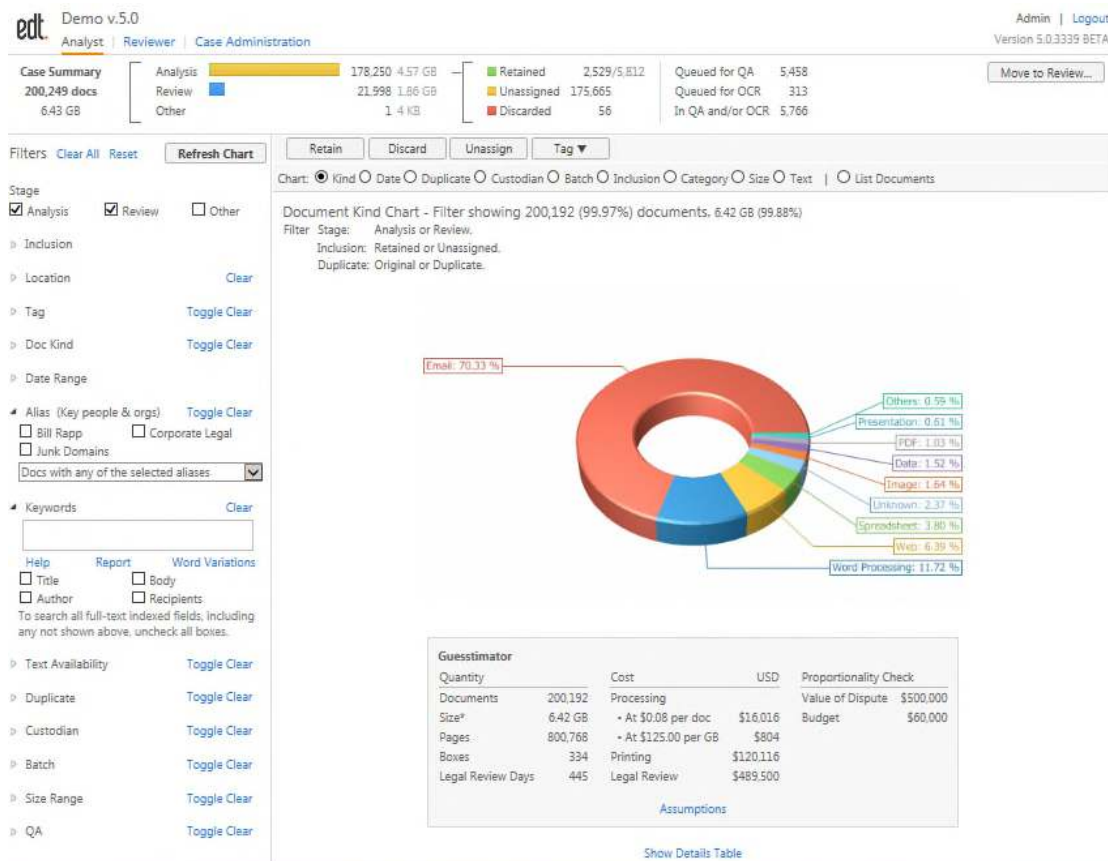 edt.
Demo v.5.0
Analyst | Reviewer | Case Administration
Admin | Logout
Version 5.0.3339 BETA
Case Summary
200,249 docs
6.43 GB
Analysis 178,250 4.57 GB
Review 21,998 1.86 GB
Other 1 4 KB
Retained 2,529/5,812
Unassigned 175,665
Discarded 56
Queued for QA 5,458
Queued for OCR 313
In QA and/or OCR 5,766
Move to Review...
Filters Clear All Reset Refresh Chart
Stage
Analysis Review Other
Inclusion
Location Clear
Tag Toggle Clear
Doc Kind Toggle Clear
Date Range
Alias (Key people & orgs) Toggle Clear
Bill Rapp Corporate Legal
Junk Domains
Docs with any of the selected aliases
Keywords Clear
Help Report Word Variations
Title Body
Author Recipients
To search all full-text indexed fields, including
any not shown above, uncheck all boxes.
Text Availability Toggle Clear
Duplicate Toggle Clear
Custodian Toggle Clear
Batch Toggle Clear
Size Range Toggle Clear
QA Toggle Clear
Retain Discard Unassign Tag ▼
Chart: Kind Date Duplicate Custodian Batch Inclusion Category Size Text | List Documents
Document Kind Chart - Filter showing 200,192 (99.97%) documents, 6.42 GB (99.88%)
Filter Stage: Analysis or Review.
Inclusion: Retained or Unassigned.
Duplicate: Original or Duplicate.
Email: 70.33 %
Others: 0.59 %
Presentation: 0.61 %
PDF: 1.03 %
Data: 1.52 %
Image: 1.64 %
Unknown: 2.37 %
Spreadsheet: 3.80 %
Web: 6.39 %
Word Processing: 11.72 %
Guesstimator
Quantity Cost USD Proportionality Check
Documents 200,192 Processing Value of Dispute $500,000
Size* 6.42 GB • At $0.08 per doc $16,016 Budget $60,000
Pages 800,768 • At $125.00 per GB $804
Boxes 334 Printing $120,116
Legal Review Days 445 Legal Review $489,500
Assumptions
Show Details Table